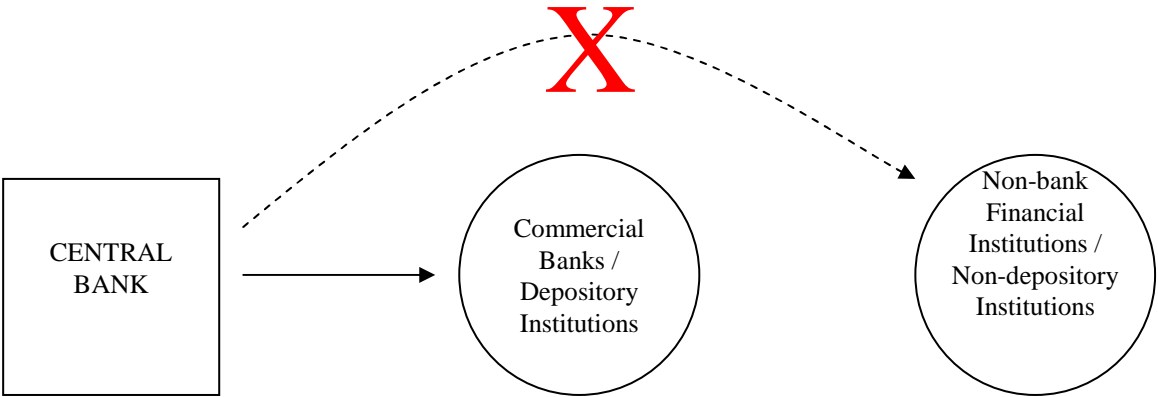 X
CENTRAL
BANK
Commercial
Banks /
Depository
Institutions
Non-bank
Financial
Institutions /
Non-depository
Institutions